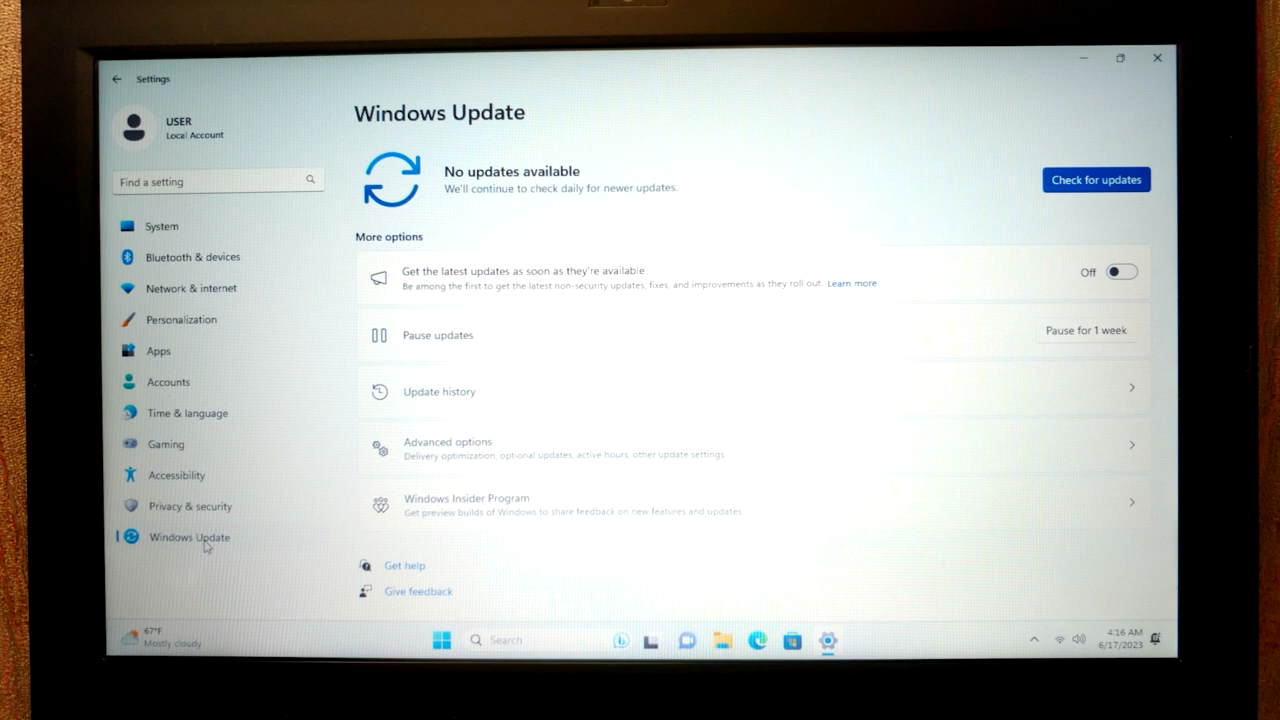 Settings
USER
Local Account
Find a setting
System
Bluetooth & devices
Network & internet
Personalization
Apps
Accounts
Time & language
Gaming
Accessibility
Privacy & security
Windows Update
Windows Update
No updates available
We'll continue to check daily for newer updates.
Check for updates
More options
Get the latest updates as soon as they're available
Be among the first to get the latest non-security updates, fixes, and improvements as they roll out. Learn more
Off
Pause updates
Pause for 1 week
Update history
Advanced options
Delivery optimization, optional updates, active hours, other update settings
Windows Insider Program
Get preview builds of Windows to share feedback on new features and updates
Get help
Give feedback
67°F
Mostly cloudy
Search
4:16 AM
6/17/2023